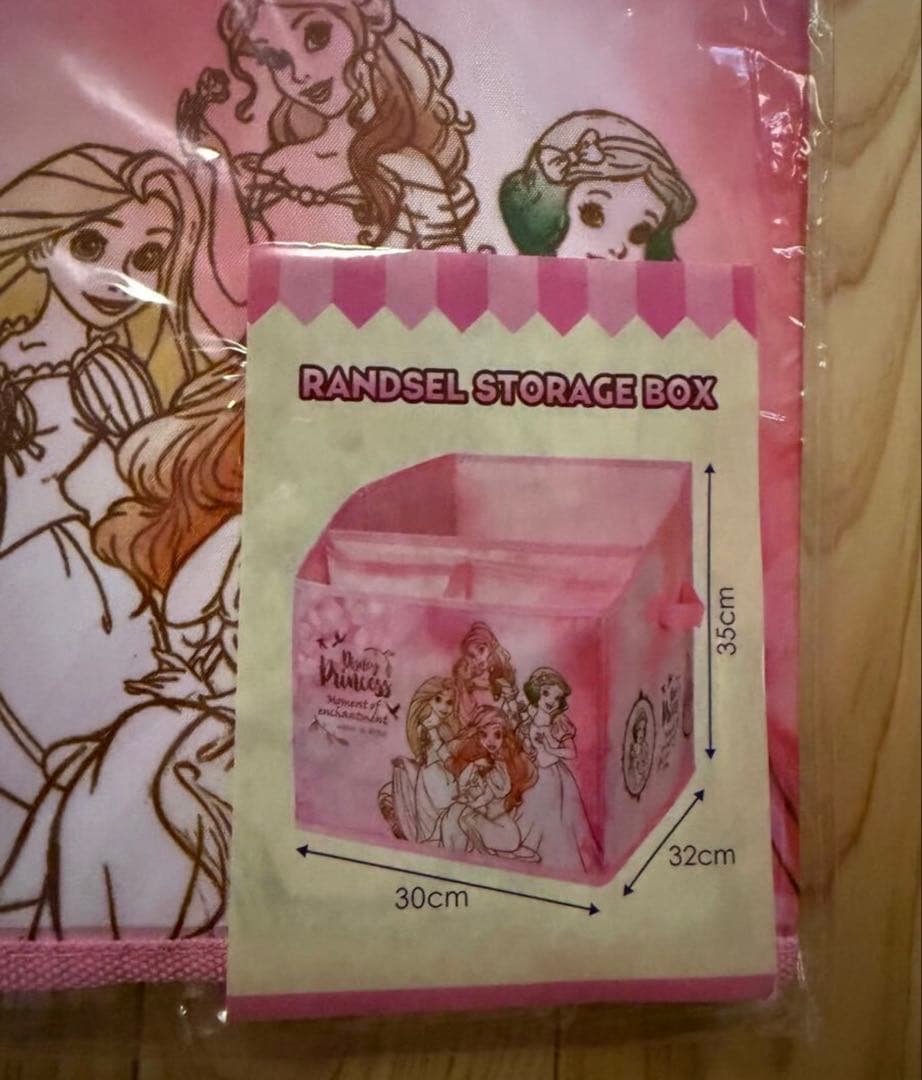 RANDSEL STORAGE BOX
Disney
Princess
Moment of
enchantment
35cm
32cm
30cm